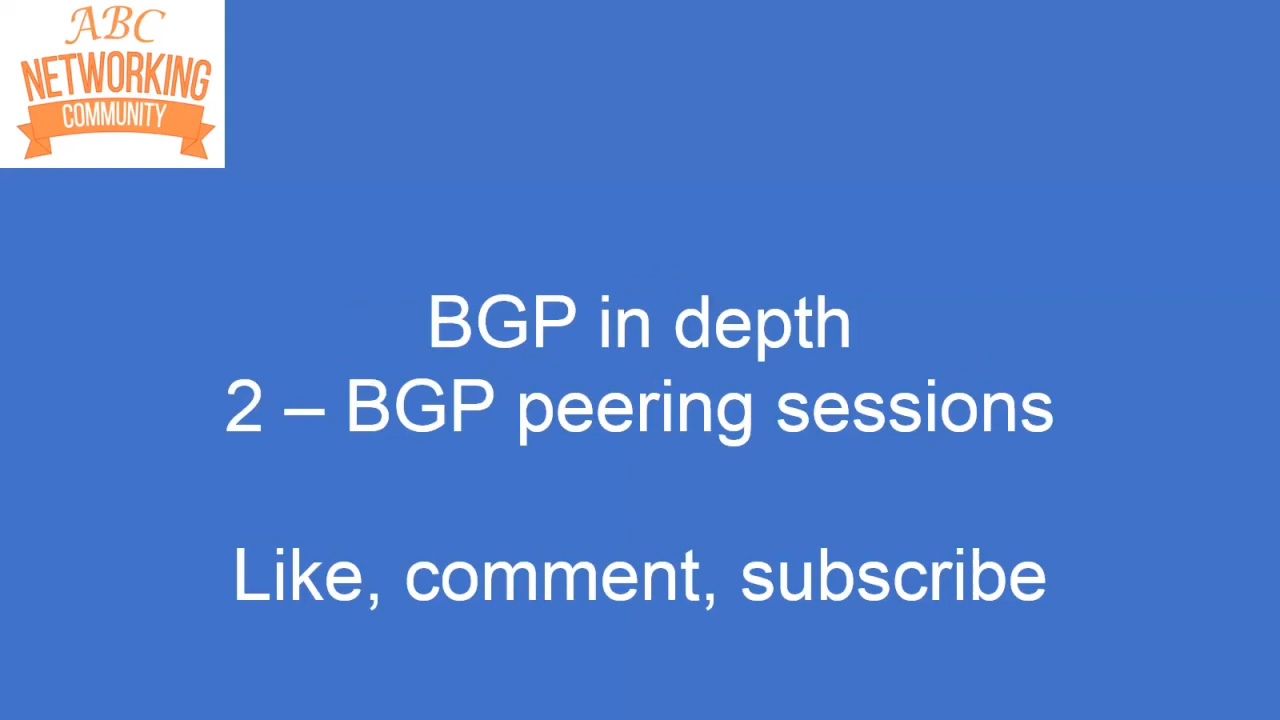 ABC
NETWORKING
COMMUNITY
BGP in depth
2 – BGP peering sessions
Like, comment, subscribe